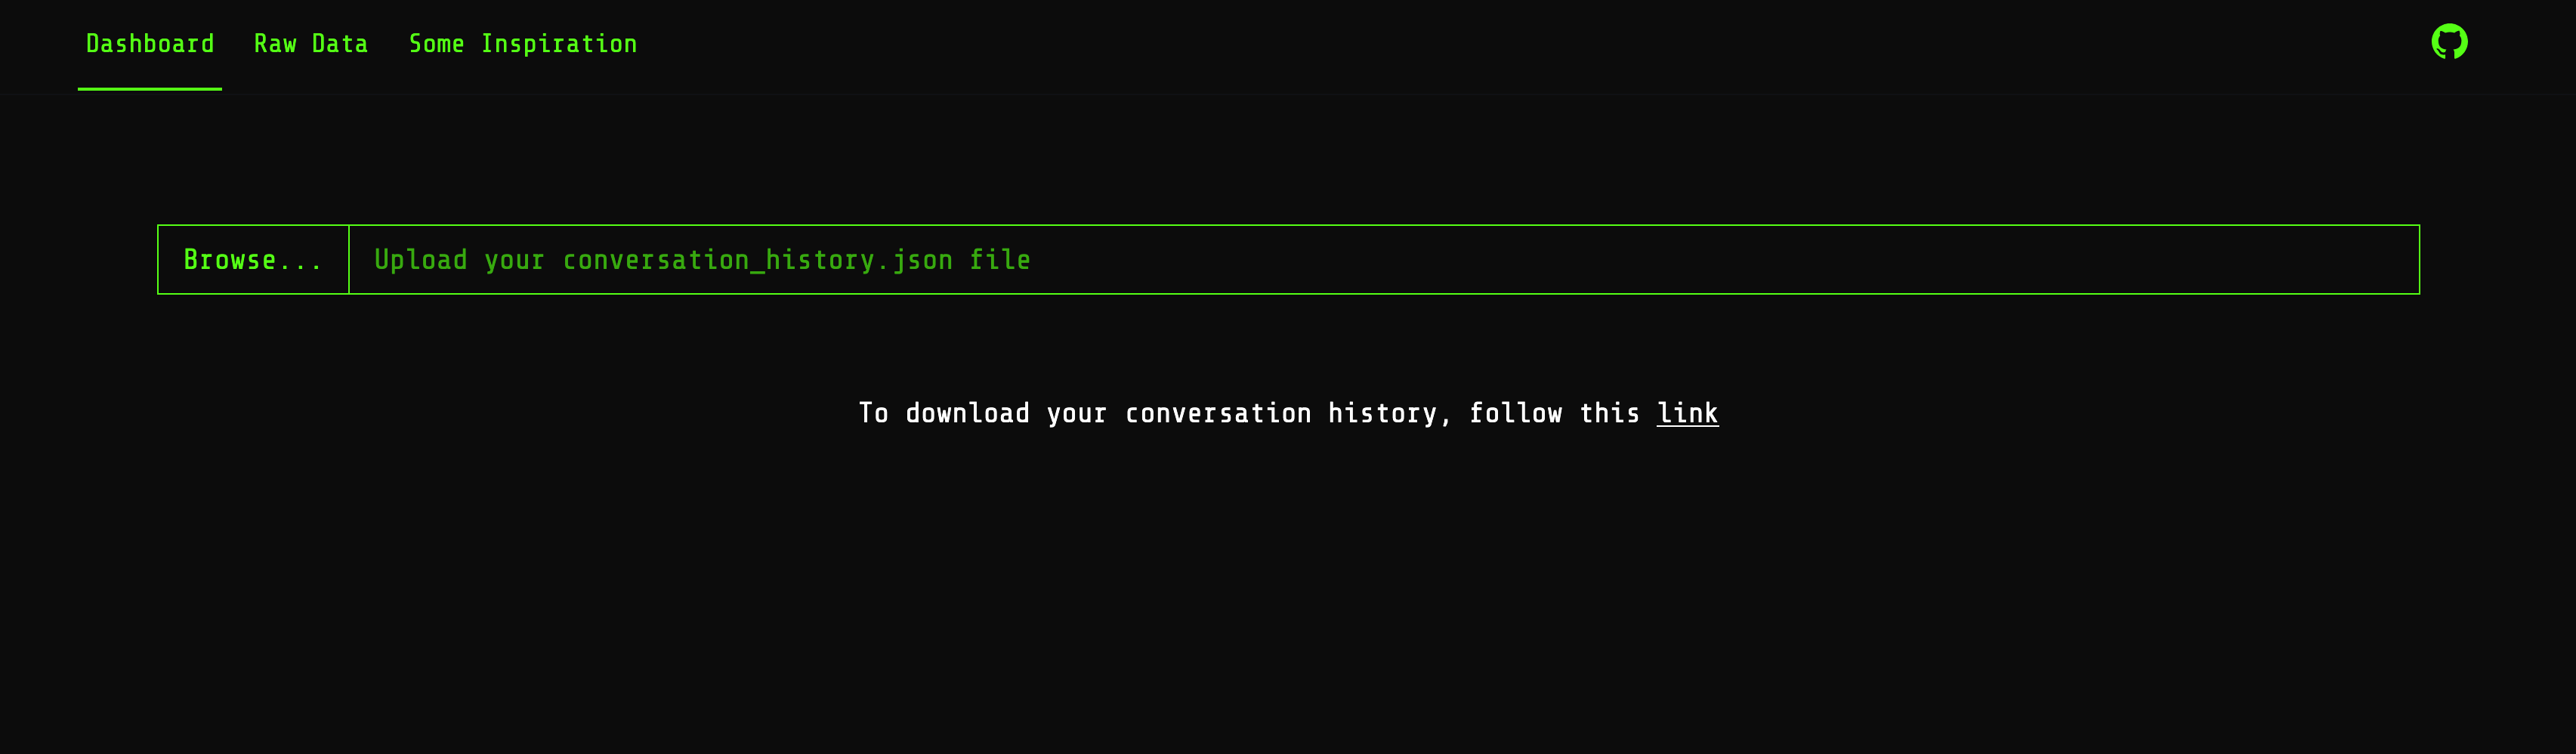 Dashboard Raw Data Some Inspiration
Browse... Upload your conversation_history.json file
To download your conversation history, follow this link